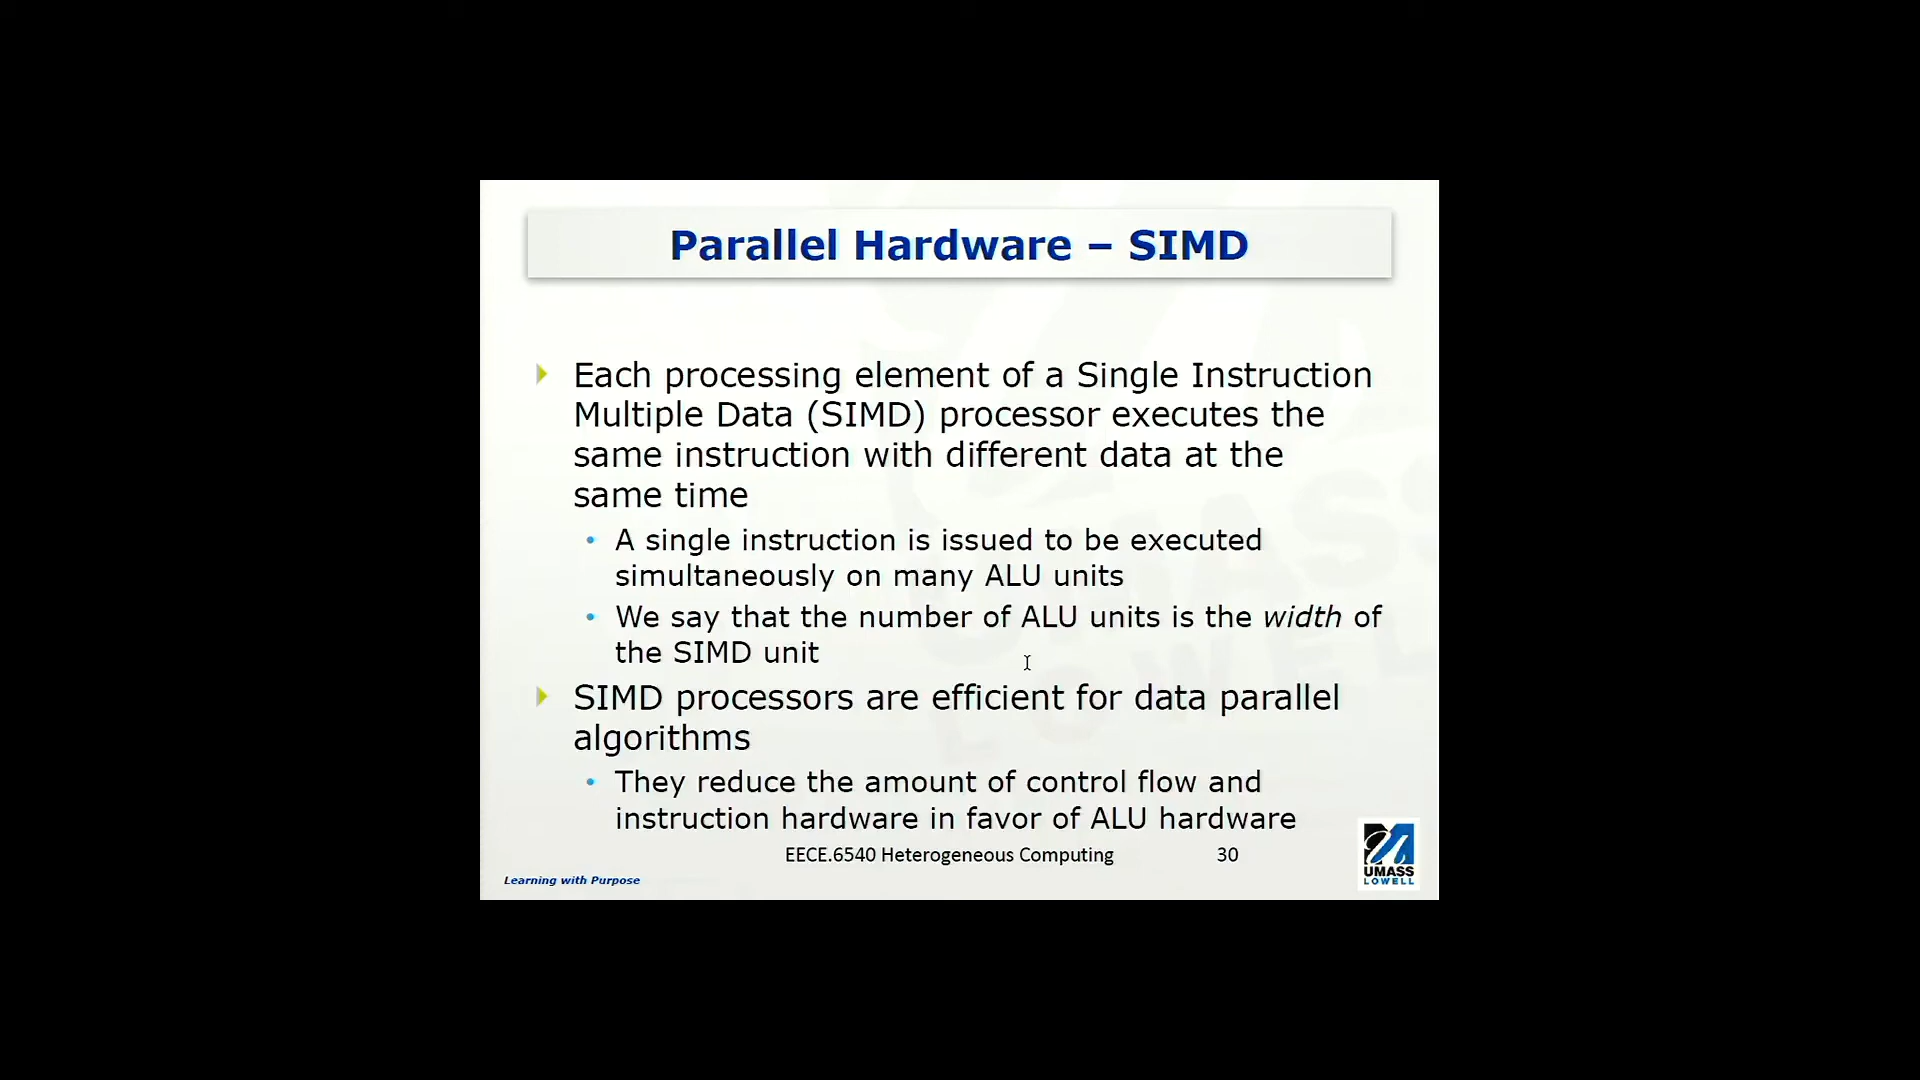 Parallel Hardware – SIMD
Each processing element of a Single Instruction
Multiple Data (SIMD) processor executes the
same instruction with different data at the
same time
• A single instruction is issued to be executed
simultaneously on many ALU units
• We say that the number of ALU units is the width of
the SIMD unit
SIMD processors are efficient for data parallel
algorithms
• They reduce the amount of control flow and
instruction hardware in favor of ALU hardware
EECE.6540 Heterogeneous Computing 30
Learning with Purpose
UMASS
LOWELL